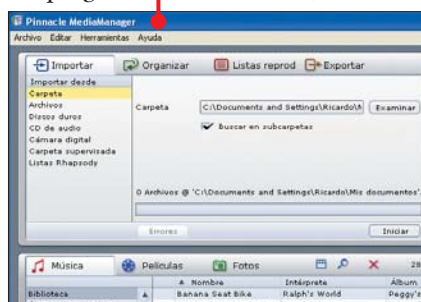 Pinnacle MediaManager
Archivo Editar Herramientas Ayuda
Importar Organizar Listas reprod Exportar
Importar desde
Carpeta
Archivos
Discos duros
CD de audio
Cámara digital
Carpeta supervisada
Listas Rhapsody
Carpeta C:\Documents and Settings\Ricardo\ Examinar
Buscar en subcarpetas
0 Archivos @ 'C:\Documents and Settings\Ricardo\Mis documentos'.
Errores Iniciar
Música Películas Fotos 28
Nombre Intérprete Álbum
Biblioteca Banana Seat Bike Ralph's World Peggy's